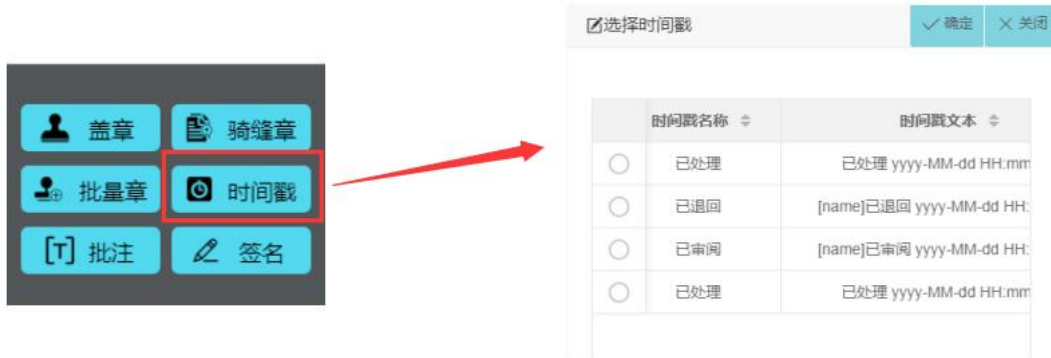 盖章 骑缝章
批量章 时间戳
[T] 批注 签名
选择时间戳 确定 关闭
时间戳名称 时间戳文本
已处理 已处理 yyyy-MM-dd HH:mm
已退回 [name]已退回 yyyy-MM-dd HH:
已审阅 [name]已审阅 yyyy-MM-dd HH:
已处理 已处理 yyyy-MM-dd HH:mm